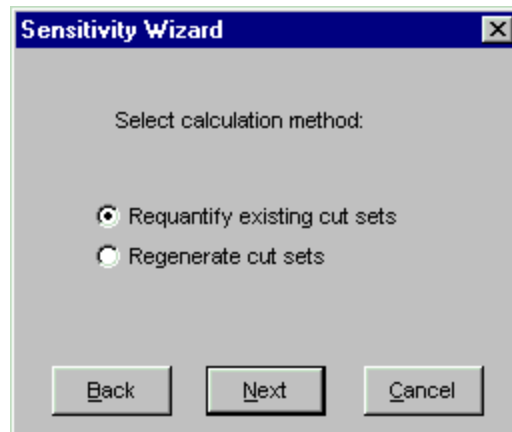 Sensitivity Wizard
Select calculation method:
Requantify existing cut sets
Regenerate cut sets
Back Next Cancel